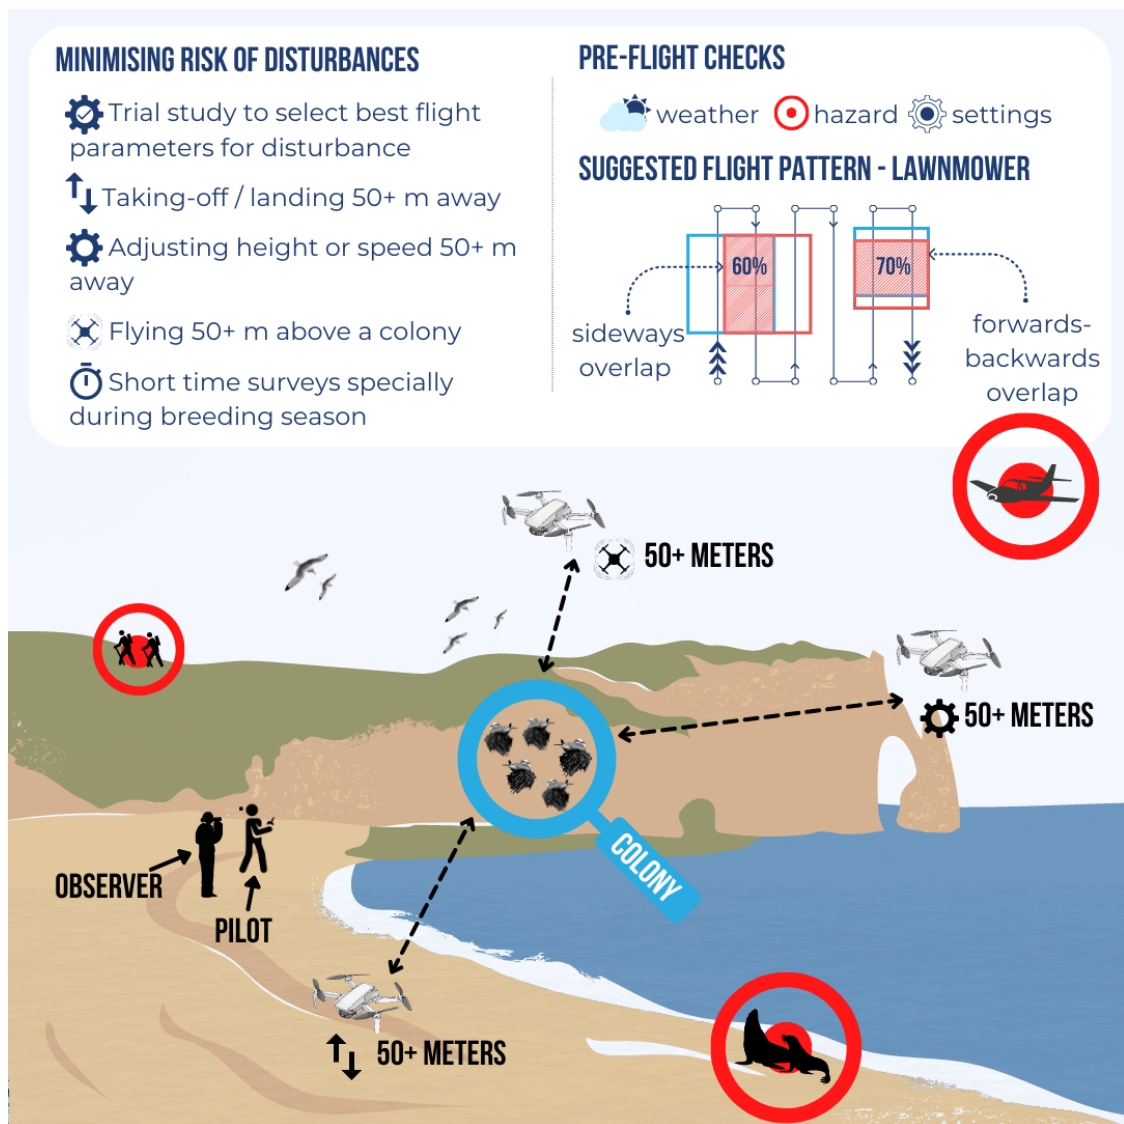 MINIMISING RISK OF DISTURBANCES
Trial study to select best flight
parameters for disturbance
Taking-off / landing 50+ m away
Adjusting height or speed 50+ m
away
Flying 50+ m above a colony
Short time surveys specially
during breeding season
PRE-FLIGHT CHECKS
weather hazard settings
SUGGESTED FLIGHT PATTERN - LAWNMOWER
60%
70%
sideways
overlap
forwards-
backwards
overlap
50+ METERS
50+ METERS
COLONY
OBSERVER
PILOT
50+ METERS